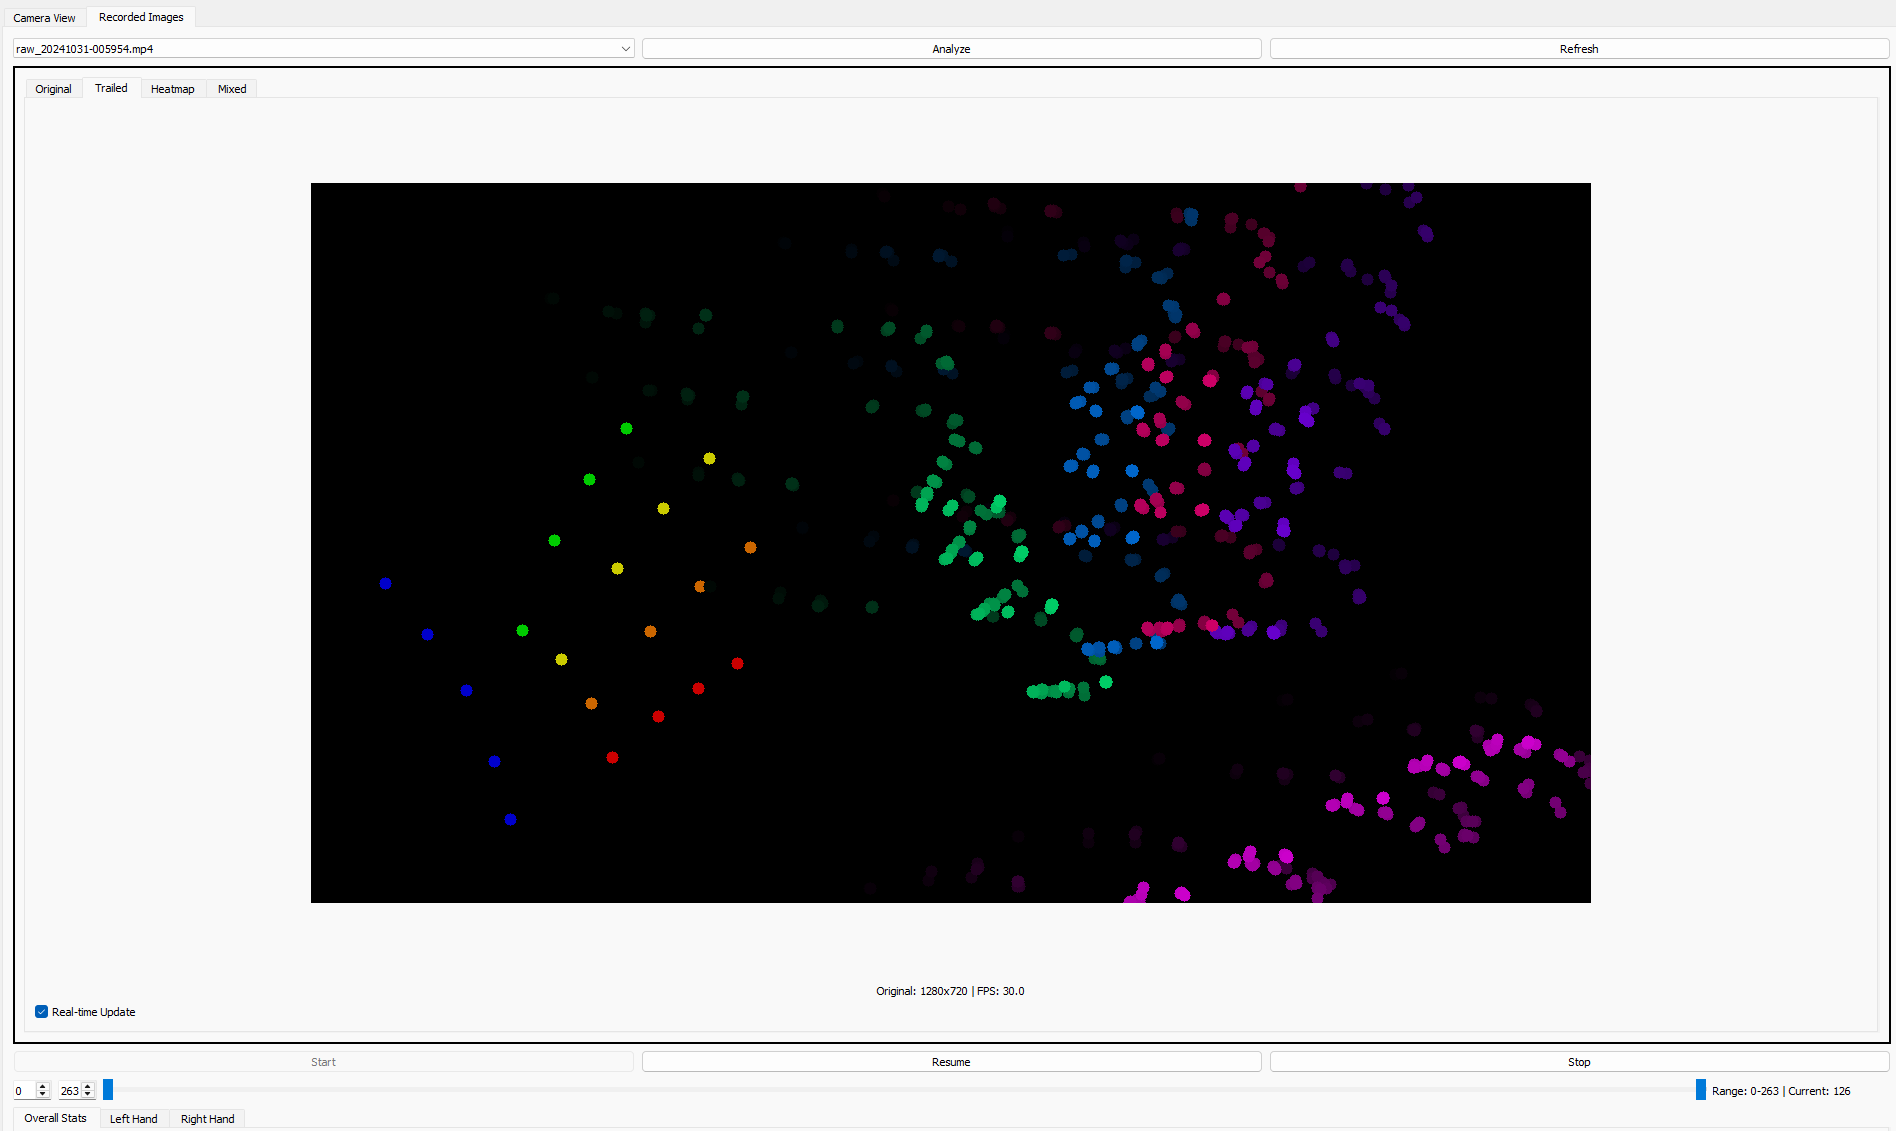 Camera View Recorded Images
raw_20241031-005954.mp4 Analyze Refresh
Original Trailed Heatmap Mixed
Original: 1280x720 | FPS: 30.0
Real-time Update
Start Resume Stop
0 263 Range: 0-263 | Current: 126
Overall Stats Left Hand Right Hand